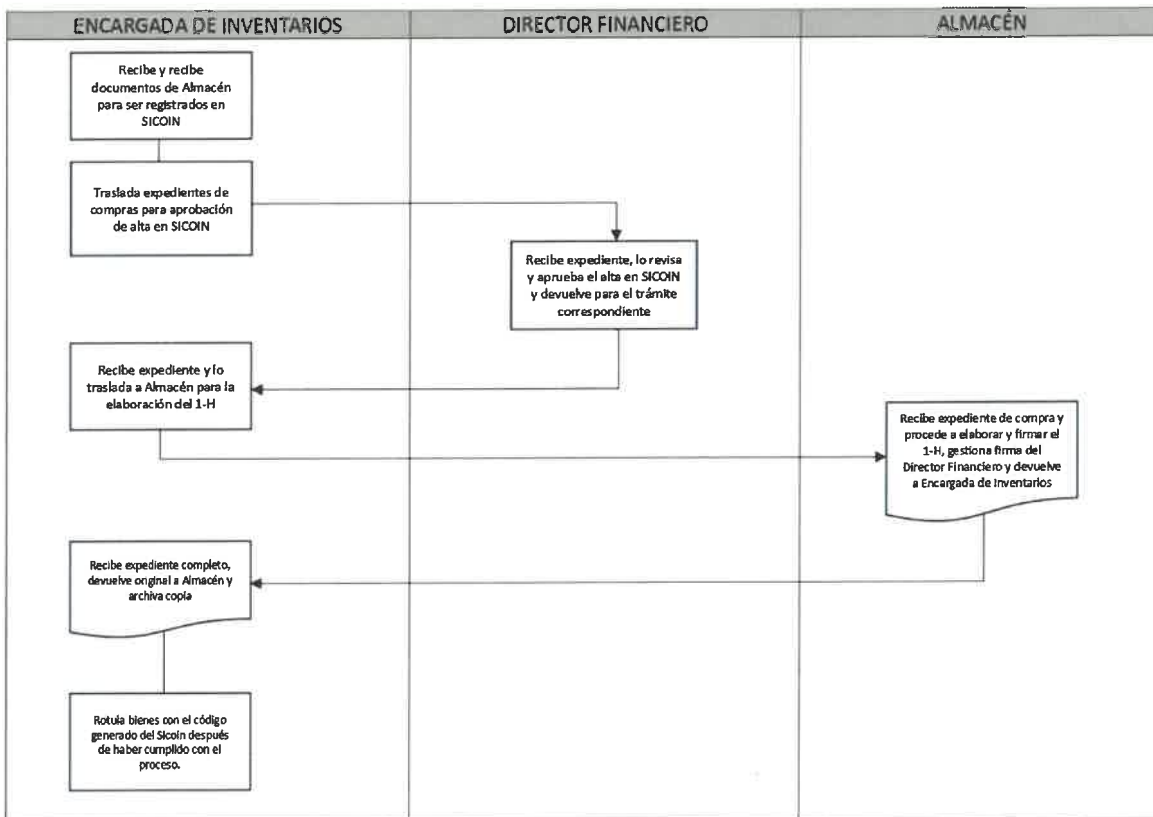 ENCARGADA DE INVENTARIOS
DIRECTOR FINANCIERO
ALMACÉN
Recibe y recibe
documentos de Almacén
para ser registrados en
SICOIN
Traslada expedientes de
compras para aprobación
de alta en SICOIN
Recibe expediente, lo revisa
y aprueba el alta en SICOIN
y devuelve para el trámite
correspondiente
Recibe expediente y lo
traslada a Almacén para la
elaboración del 1-H
Recibe expediente de compra y
procede a elaborar y firmar el
1-H, gestiona firma del
Director Financiero y devuelve
a Encargada de Inventarios
Recibe expediente completo,
devuelve original a Almacén y
archiva copia
Rotula bienes con el código
generado del Sicoin después
de haber cumplido con el
proceso.